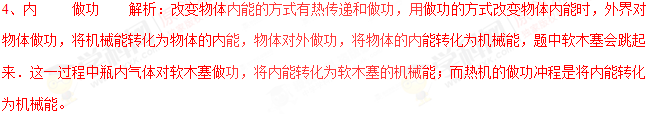 4、内 做功 解析：改变物体内能的方式有热传递和做功，用做功的方式改变物体内能时，外界对
物体做功，将机械能转化为物体的内能，物体对外做功，将物体的内能转化为机械能，题中软木塞会跳起
来．这一过程中瓶内气体对软木塞做功，将内能转化为软木塞的机械能；而热机的做功冲程是将内能转化
为机械能。